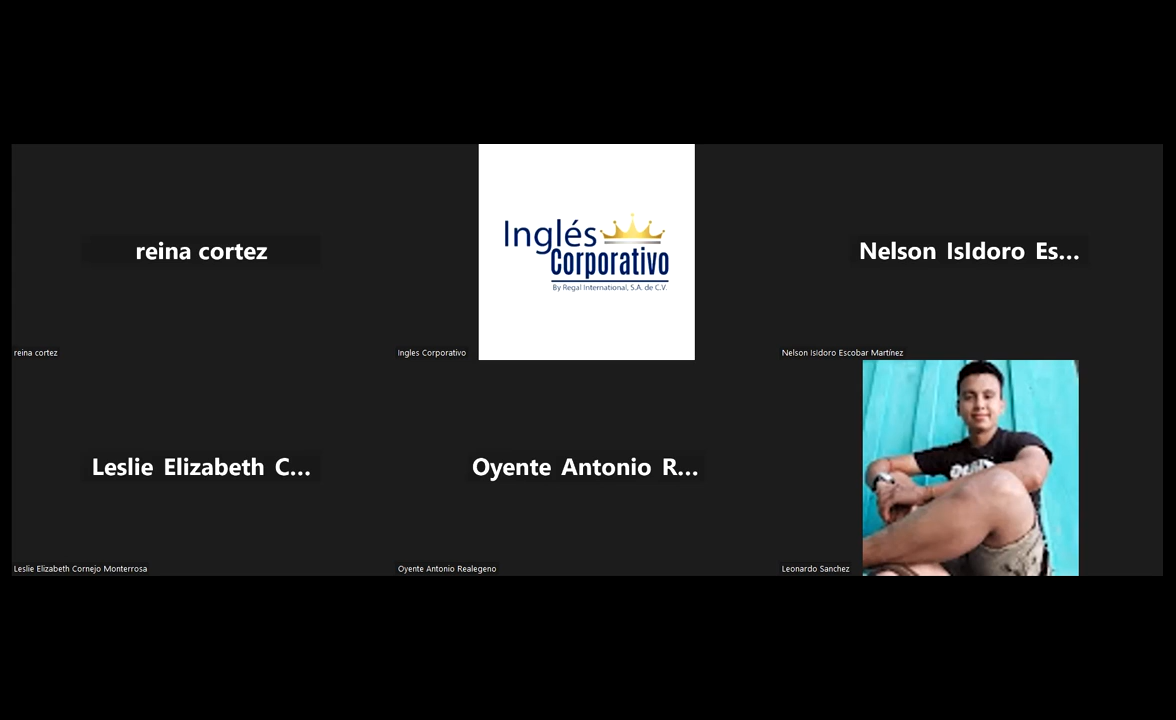 reina cortez
reina cortez
Inglés
Corporativo
By Regal International, S.A. de C.V.
Ingles Corporativo
Nelson IsIdoro Es...
Nelson IsIdoro Escobar Martínez
Leslie Elizabeth C...
Leslie Elizabeth Cornejo Monterrosa
Oyente Antonio R...
Oyente Antonio Realegeno
Leonardo Sanchez